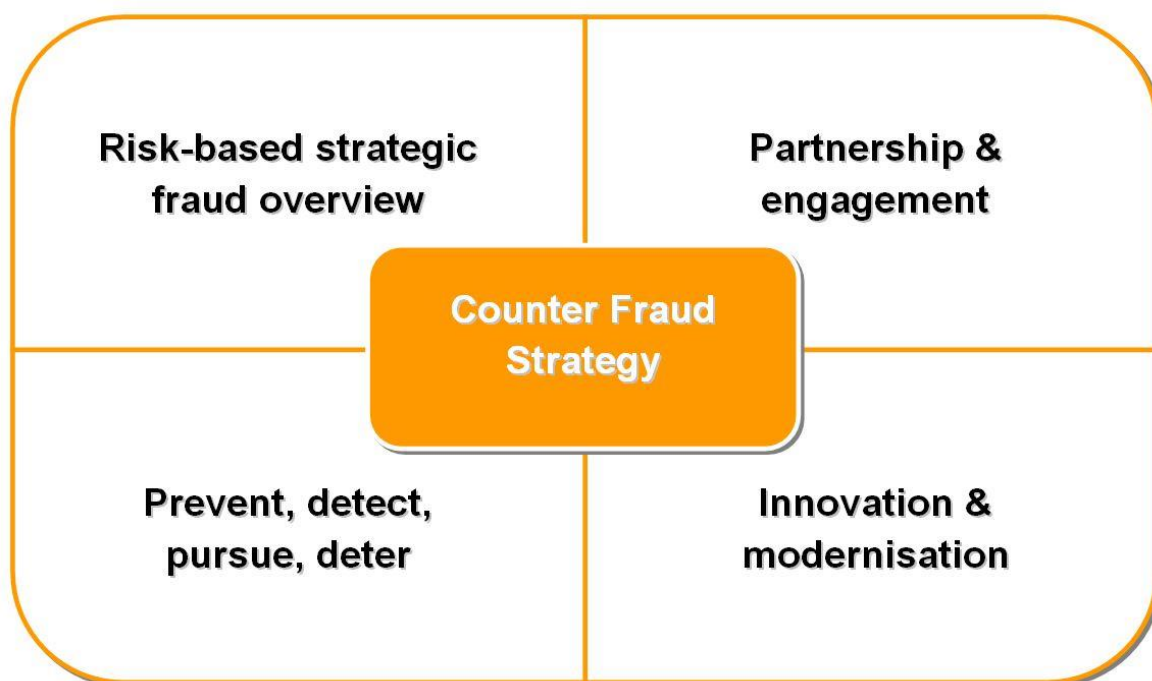 Risk-based strategic
fraud overview
Partnership &
engagement
Counter Fraud
Strategy
Prevent, detect,
pursue, deter
Innovation &
modernisation